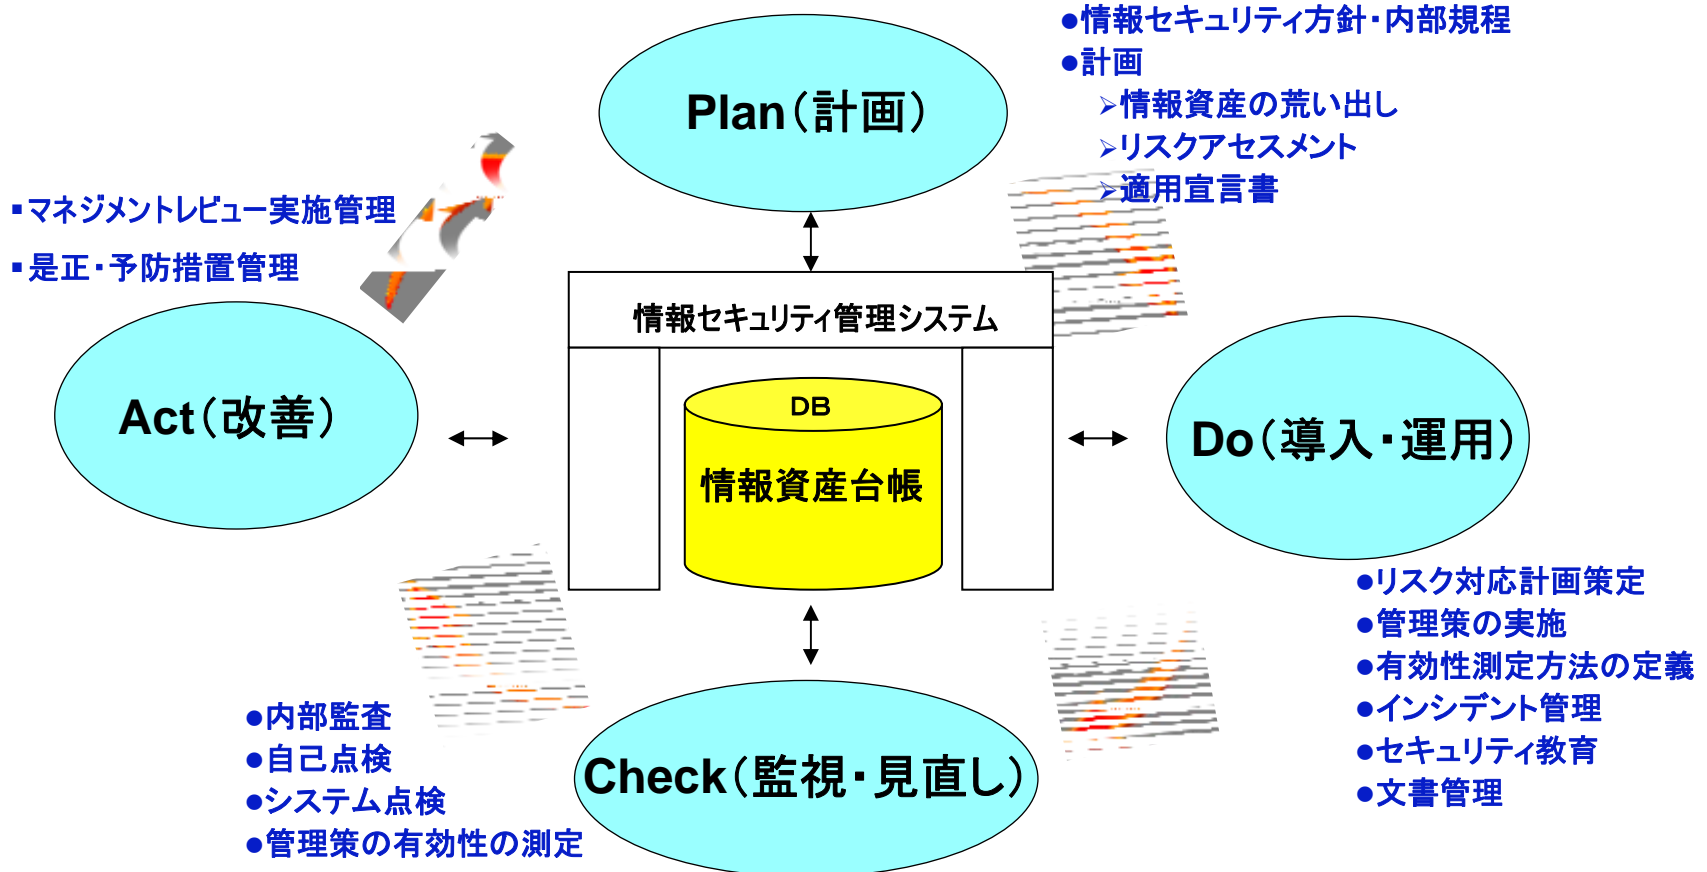 Plan（計画）
●情報セキュリティ方針・内部規程
●計画
➢情報資産の荒い出し
➢リスクアセスメント
➢適用宣言書
▪マネジメントレビュー実施管理
▪是正・予防措置管理
Act（改善）
情報セキュリティ管理システム
DB
情報資産台帳
Do（導入・運用）
●リスク対応計画策定
●管理策の実施
●有効性測定方法の定義
●インシデント管理
●セキュリティ教育
●文書管理
Check（監視・見直し）
●内部監査
●自己点検
●システム点検
●管理策の有効性の測定